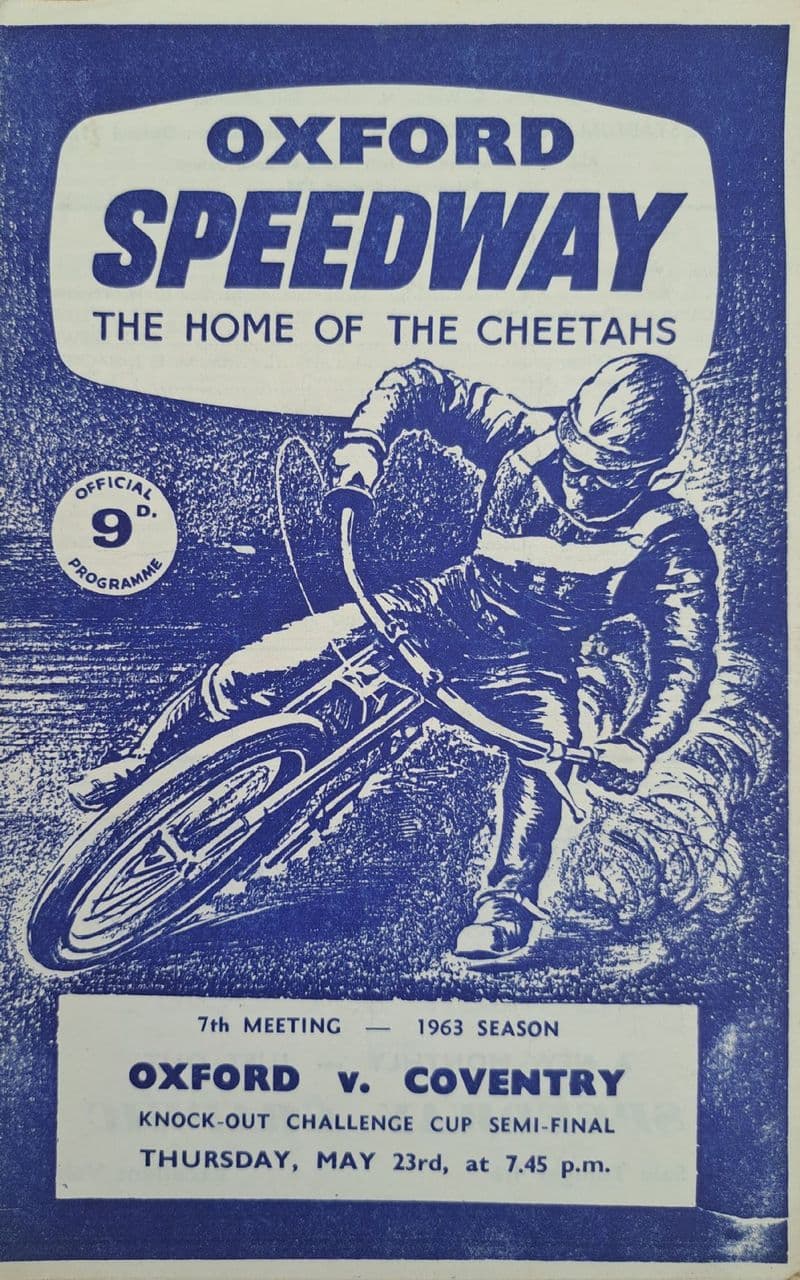 OXFORD
SPEEDWAY
THE HOME OF THE CHEETAHS
OFFICIAL
9D.
PROGRAMME
7th MEETING — 1963 SEASON
OXFORD v. COVENTRY
KNOCK-OUT CHALLENGE CUP SEMI-FINAL
THURSDAY, MAY 23rd, at 7.45 p.m.